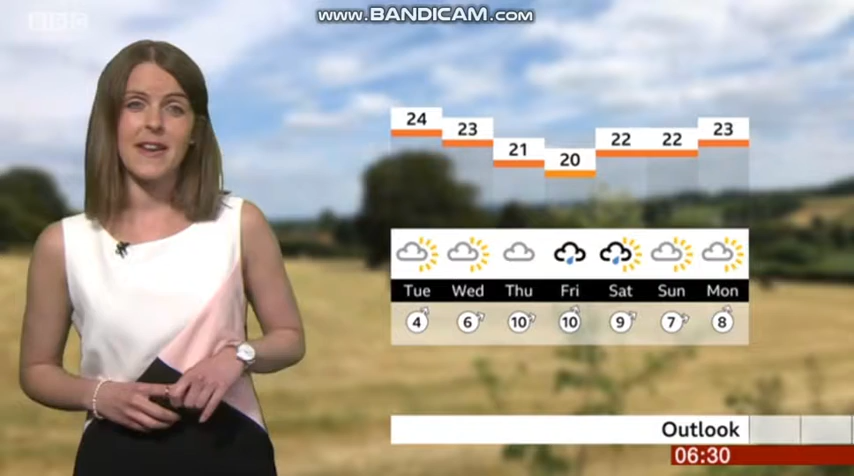 BBC
www.BANDICAM.com
24 23 21 20 22 22 23
Tue Wed Thu Fri Sat Sun Mon
4 6 10 10 9 7 8
Outlook
06:30